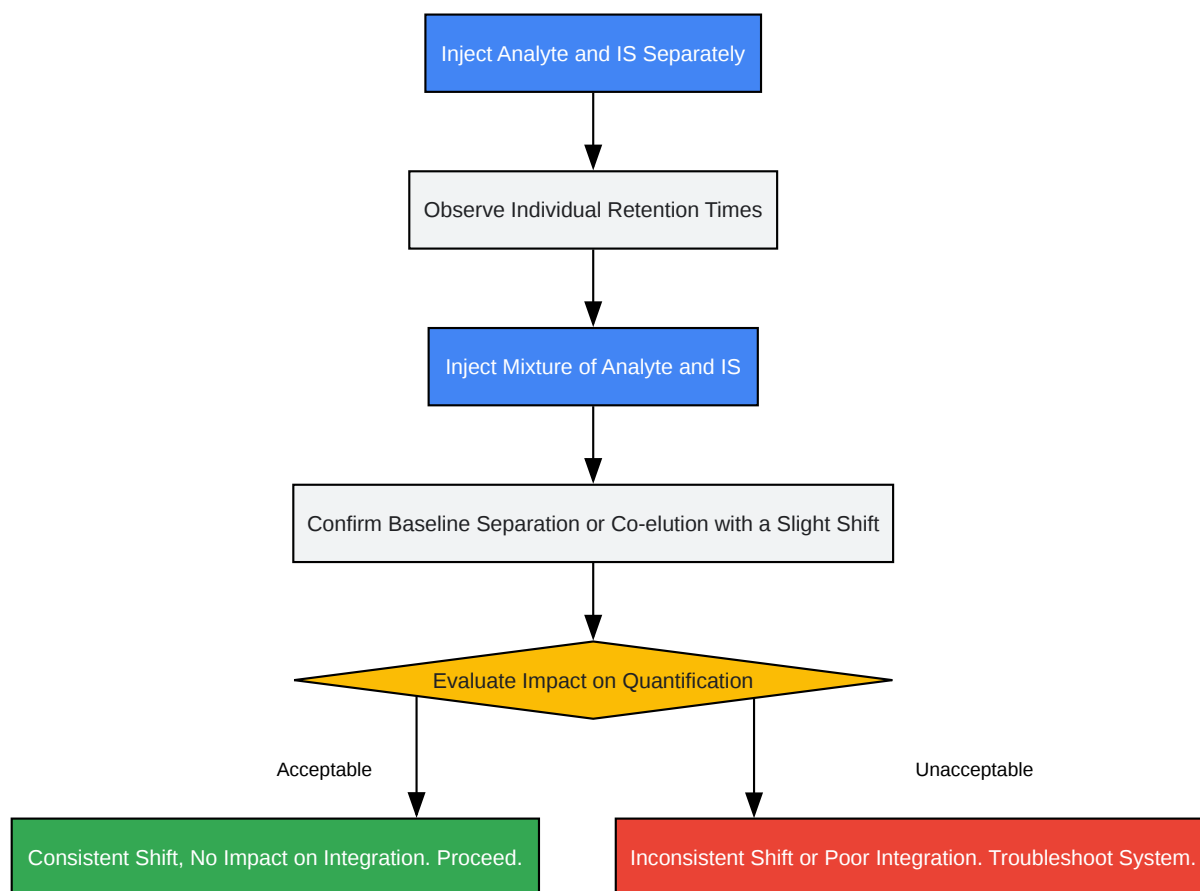 Inject Analyte and IS Separately
Observe Individual Retention Times
Inject Mixture of Analyte and IS
Confirm Baseline Separation or Co-elution with a Slight Shift
Evaluate Impact on Quantification
Acceptable
Unacceptable
Consistent Shift, No Impact on Integration. Proceed.
Inconsistent Shift or Poor Integration. Troubleshoot System.